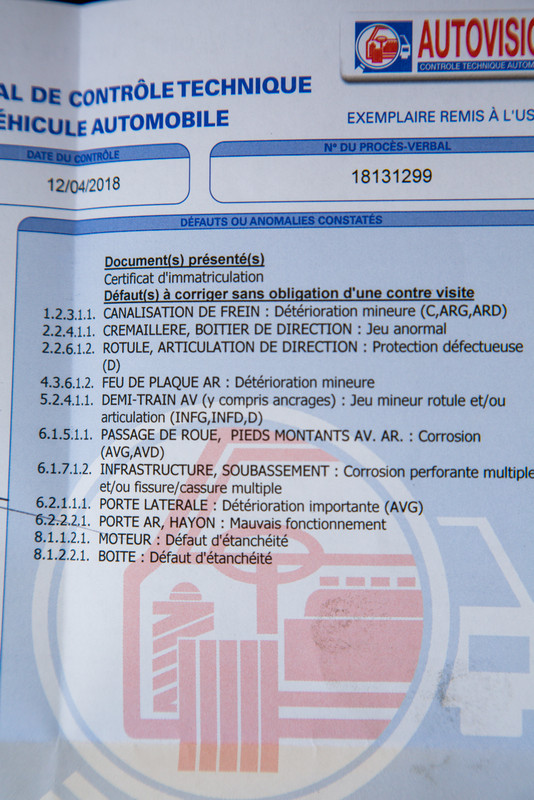 AUTOVISIO
CONTROLE TECHNIQUE AUTOM
AL DE CONTRÔLE TECHNIQUE
ÉHICULE AUTOMOBILE
EXEMPLAIRE REMIS À L'US
DATE DU CONTRÔLE
N° DU PROCÈS-VERBAL
12/04/2018
18131299
DÉFAUTS OU ANOMALIES CONSTATÉS
Document(s) présenté(s)
Certificat d'immatriculation
Défaut(s) à corriger sans obligation d'une contre visite
1.2.3.1.1. CANALISATION DE FREIN : Détérioration mineure (C,ARG,ARD)
2.2.4.1.1. CREMAILLERE, BOITIER DE DIRECTION : Jeu anormal
2.2.6.1.2. ROTULE, ARTICULATION DE DIRECTION : Protection défectueuse
(D)
4.3.6.1.2. FEU DE PLAQUE AR : Détérioration mineure
5.2.4.1.1. DEMI-TRAIN AV (y compris ancrages) : Jeu mineur rotule et/ou
articulation (INFG,INFD,D)
6.1.5.1.1. PASSAGE DE ROUE, PIEDS MONTANTS AV. AR. : Corrosion
(AVG,AVD)
6.1.7.1.2. INFRASTRUCTURE, SOUBASSEMENT : Corrosion perforante multiple
et/ou fissure/cassure multiple
6.2.1.1.1. PORTE LATERALE : Détérioration importante (AVG)
6.2.2.2.1. PORTE AR, HAYON : Mauvais fonctionnement
8.1.1.2.1. MOTEUR : Défaut d'étanchéité
8.1.2.2.1. BOITE : Défaut d'étanchéité